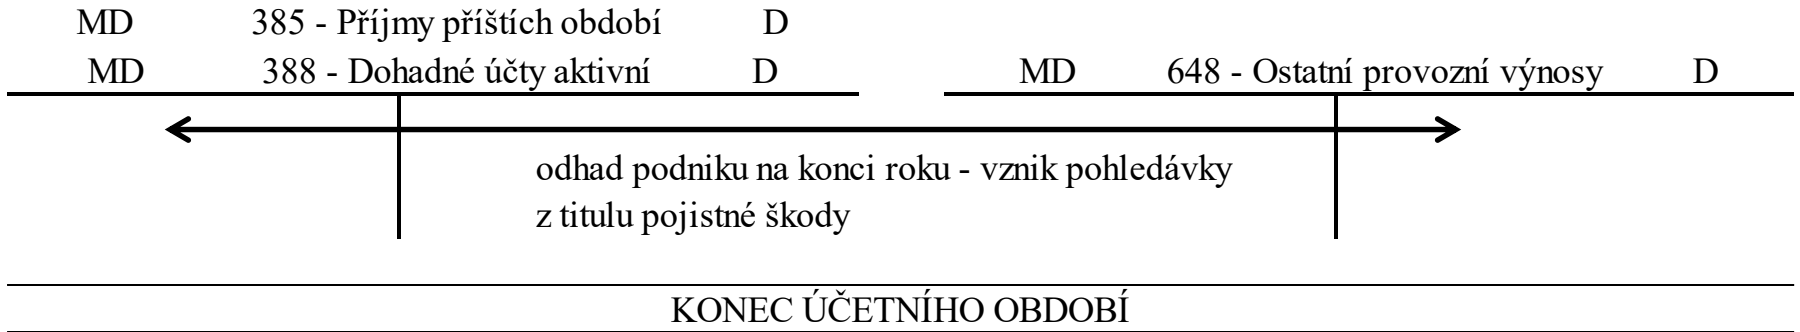 MD 385 - Příjmy příštích období D
MD 388 - Dohadné účty aktivní D MD 648 - Ostatní provozní výnosy D
odhad podniku na konci roku - vznik pohledávky
z titulu pojistné škody
KONEC ÚČETNÍHO OBDOBÍ